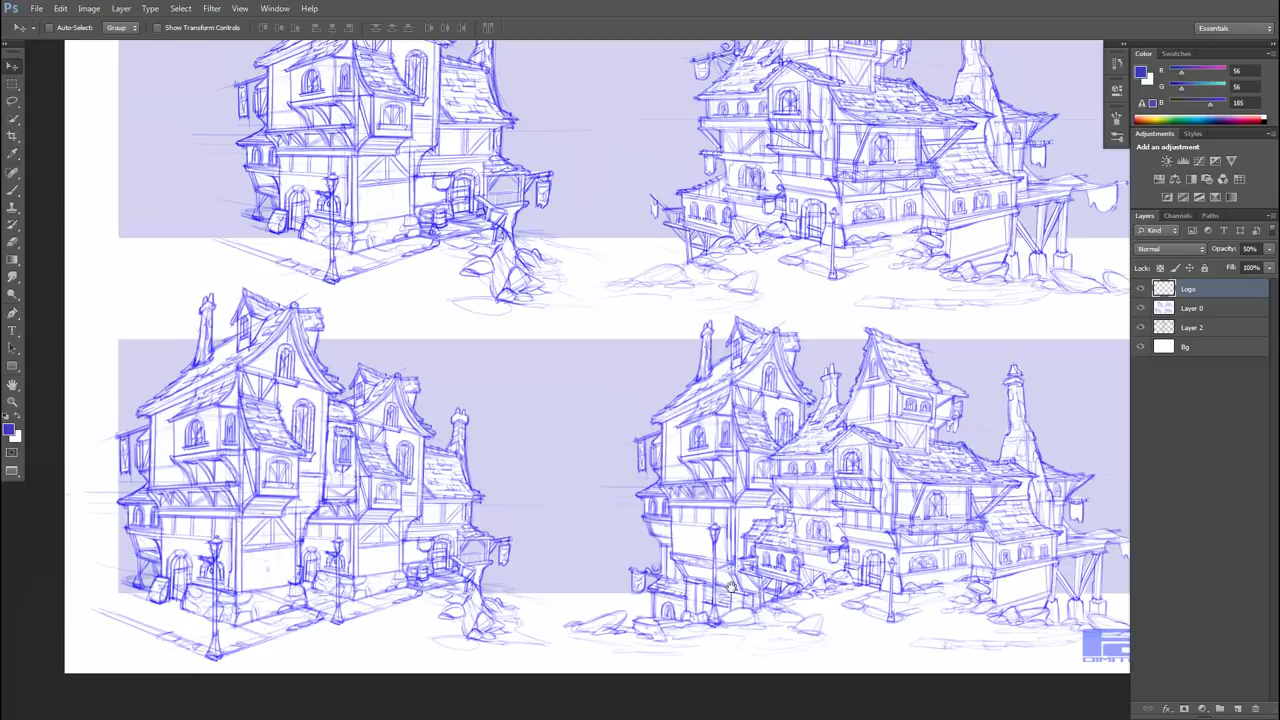 Ps File Edit Image Layer Type Select Filter View Window Help
Auto-Select: Group Show Transform Controls Essentials
Color Swatches
R 56
G 56
B 185
Adjustments Styles
Add an adjustment
Layers Channels Paths
Kind
Normal Opacity: 50%
Lock: Fill: 100%
Logo
Layer 0
Layer 2
Bg
fx